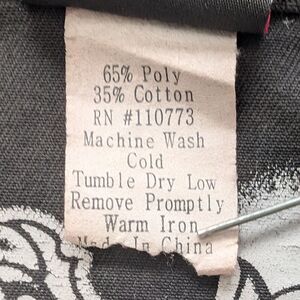 65% Poly
35% Cotton
RN #110773
Machine Wash
Cold
Tumble Dry Low
Remove Promptly
Warm Iron
Made In China